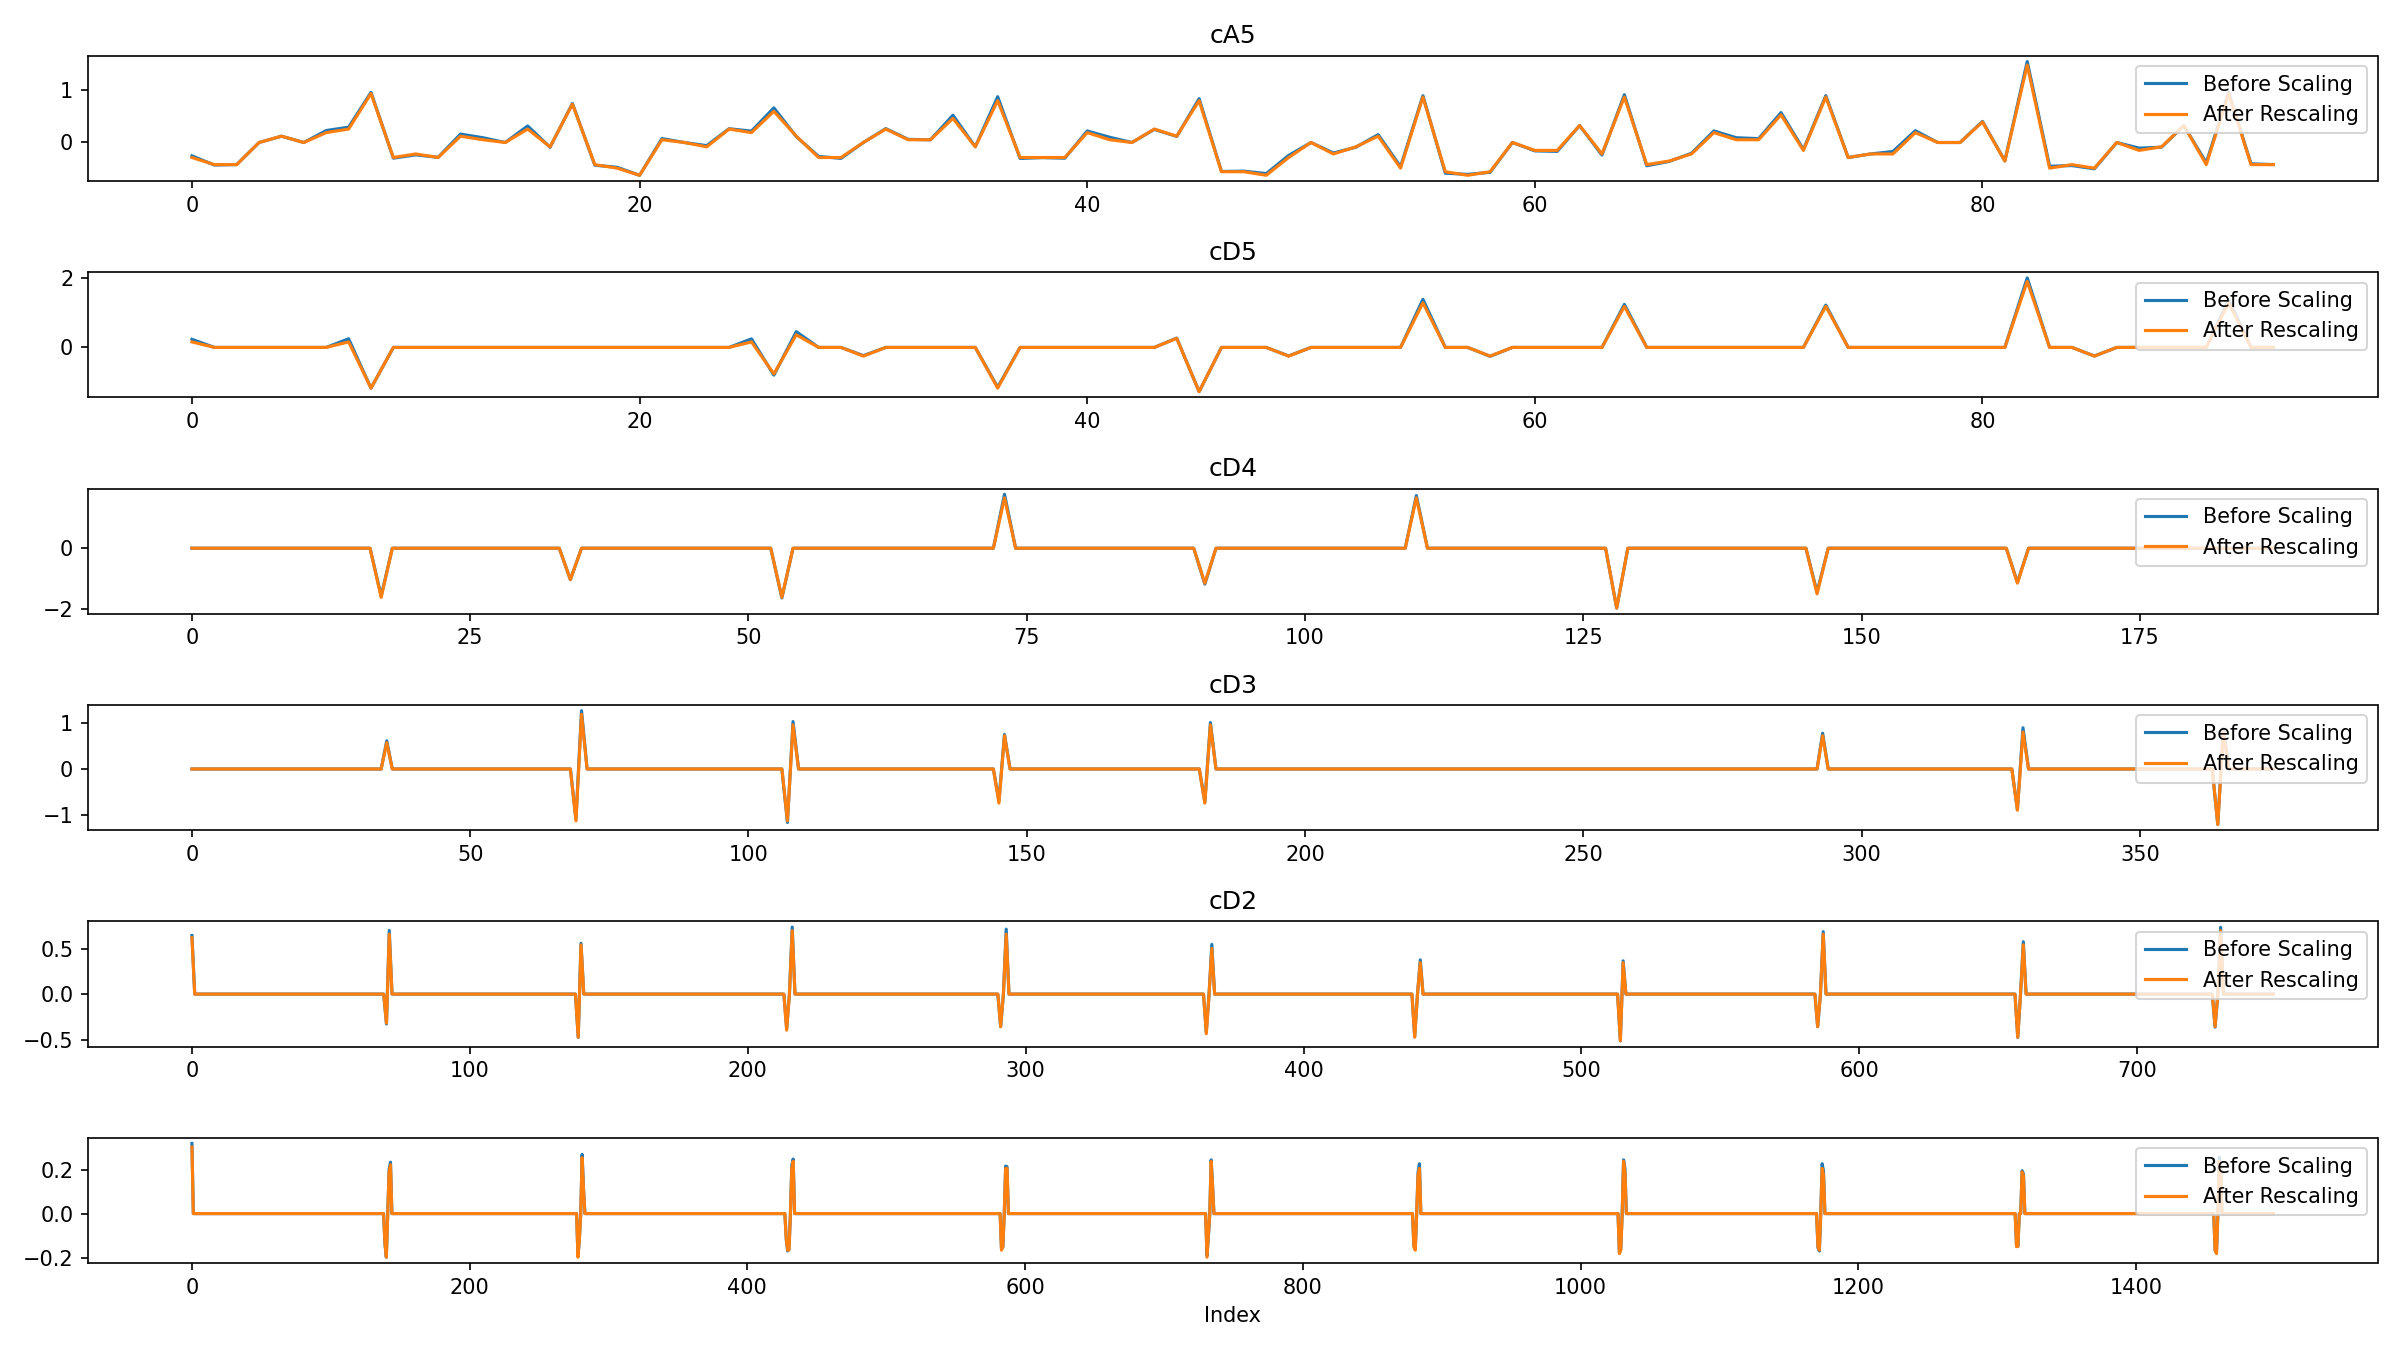 cA5
1
0
Before Scaling
After Rescaling
0 20 40 60 80
cD5
2
0
Before Scaling
After Rescaling
0 20 40 60 80
cD4
0
−2
Before Scaling
After Rescaling
0 25 50 75 100 125 150 175
cD3
1
0
−1
Before Scaling
After Rescaling
0 50 100 150 200 250 300 350
cD2
0.5
0.0
−0.5
Before Scaling
After Rescaling
0 100 200 300 400 500 600 700
0.2
0.0
−0.2
Before Scaling
After Rescaling
0 200 400 600 800 1000 1200 1400
Index